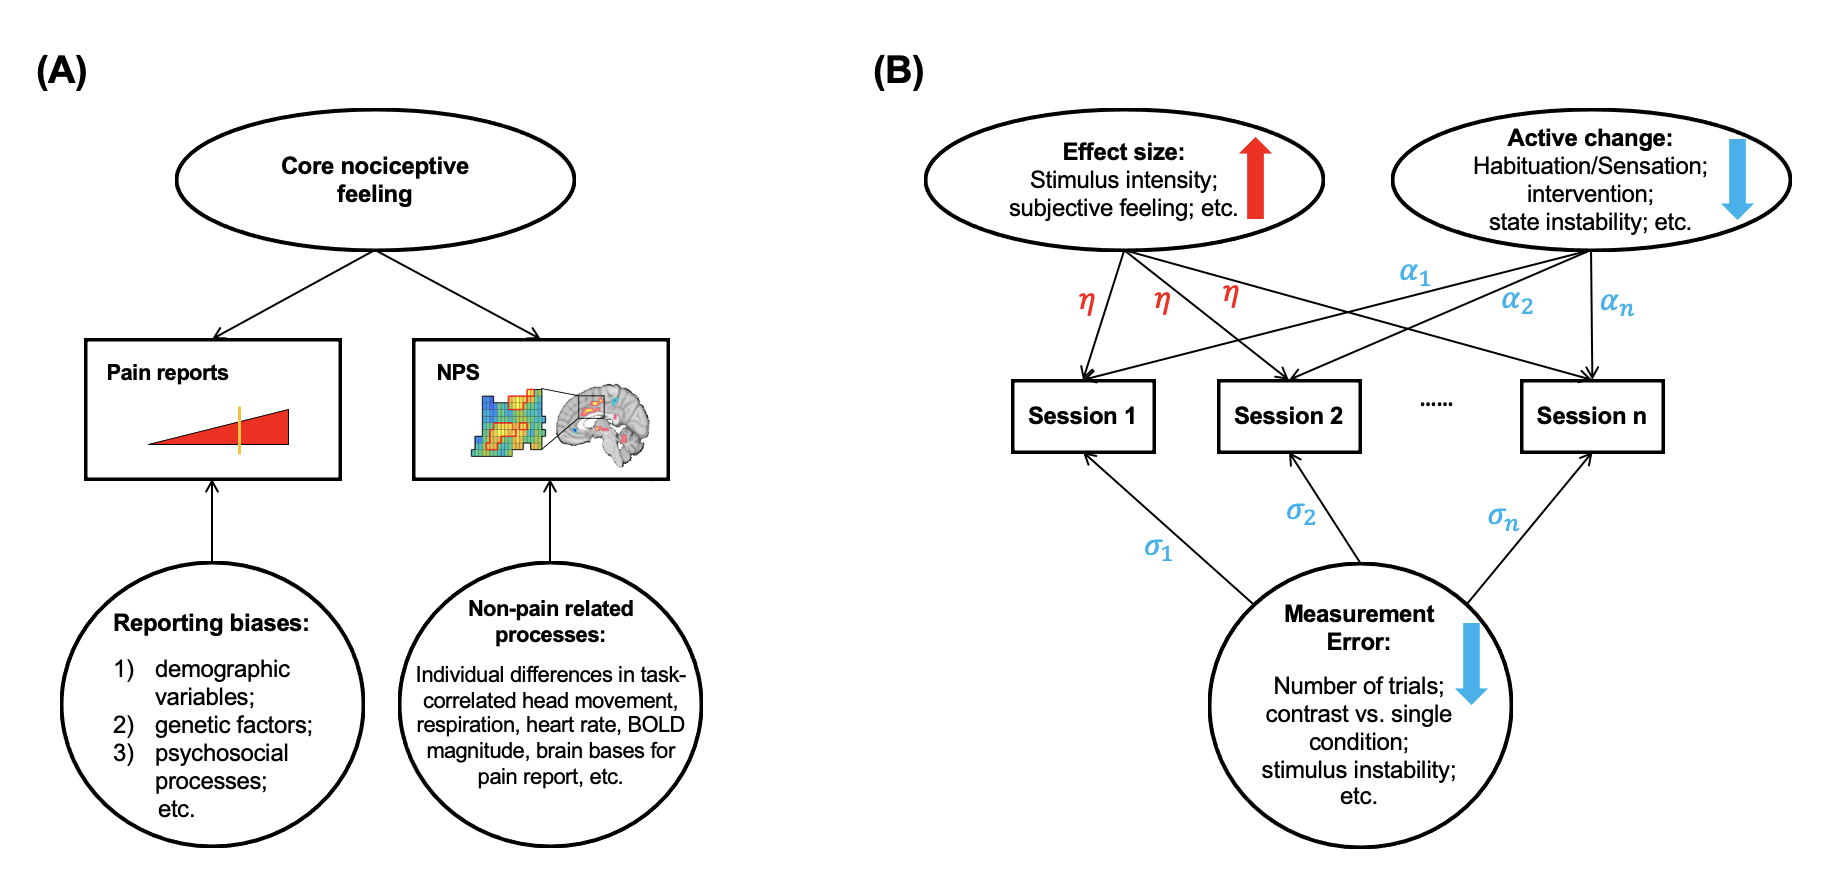 (A)
Core nociceptive
feeling
Pain reports
NPS
Reporting biases:
1) demographic
variables;
2) genetic factors;
3) psychosocial
processes;
etc.
Non-pain related
processes:
Individual differences in task-
correlated head movement,
respiration, heart rate, BOLD
magnitude, brain bases for
pain report, etc.
(B)
Effect size:
Stimulus intensity;
subjective feeling; etc.
Active change:
Habituation/Sensation;
intervention;
state instability; etc.
η
η
η
α₁
α₂
αₙ
Session 1
Session 2
......
Session n
σ₁
σ₂
σₙ
Measurement
Error:
Number of trials;
contrast vs. single
condition;
stimulus instability;
etc.